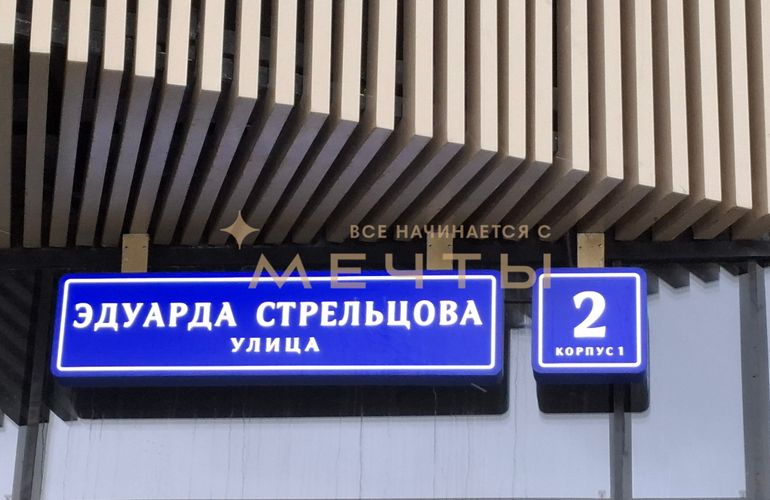 ВСЕ НАЧИНАЕТСЯ С
МЕЧТЫ
ЭДУАРДА СТРЕЛЬЦОВА
УЛИЦА
2
КОРПУС 1